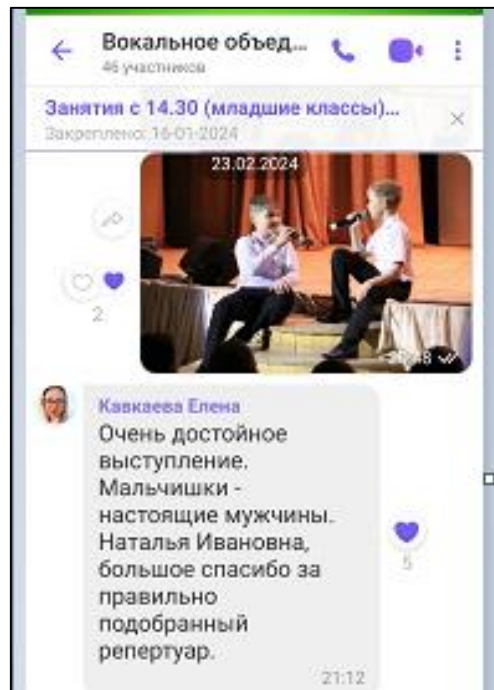 Вокальное объед...
46 участников
Занятия с 14.30 (младшие классы)...
Закреплено: 16-01-2024
23.02.2024
2
Кавкаева Елена
Очень достойное
выступление.
Мальчишки -
настоящие мужчины.
Наталья Ивановна,
большое спасибо за
правильно
подобранный
репертуар.
5
21:12